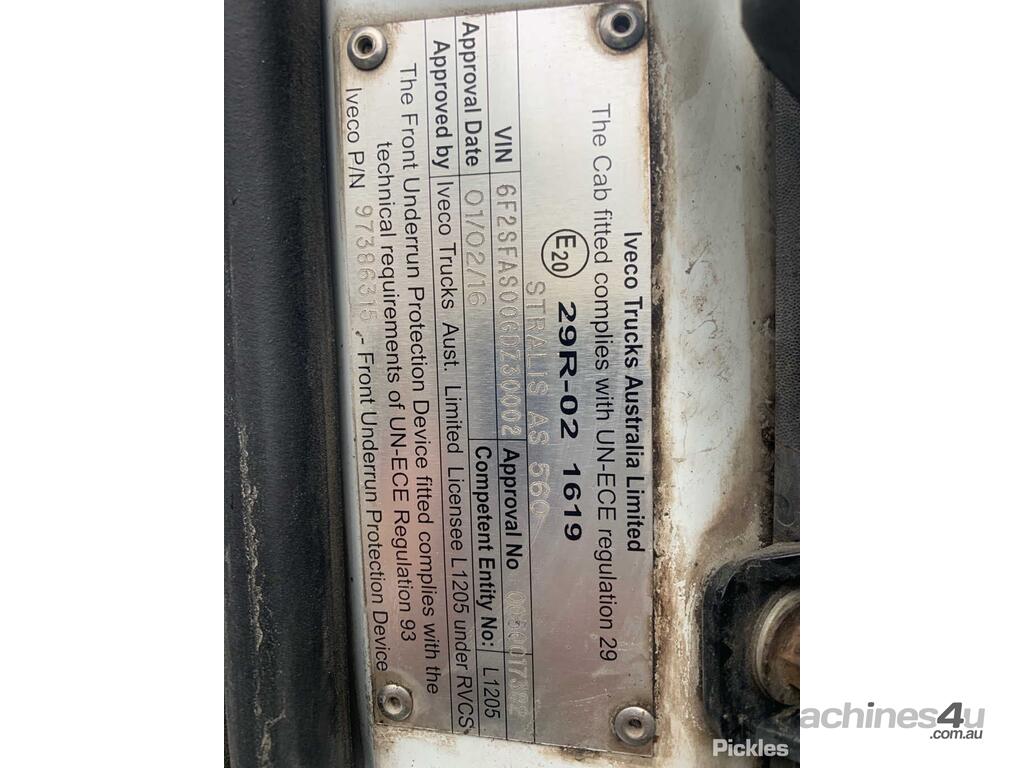 Iveco Trucks Australia Limited
The Cab fitted complies with UN-ECE regulation 29
E20 29R-02 1619
STRALIS AS 560
VIN 6F2SFAS00GDZ30002 Approval No
Approval Date 01/02/16 Competent Entity No: L1205
Approved by Iveco Trucks Aust. Limited Licensee L1205 under RVCS
The Front Underrun Protection Device fitted complies with the
technical requirements of UN-ECE Regulation 93
Iveco P/N 97386315 - Front Underrun Protection Device
machines4u
.com.au
Pickles